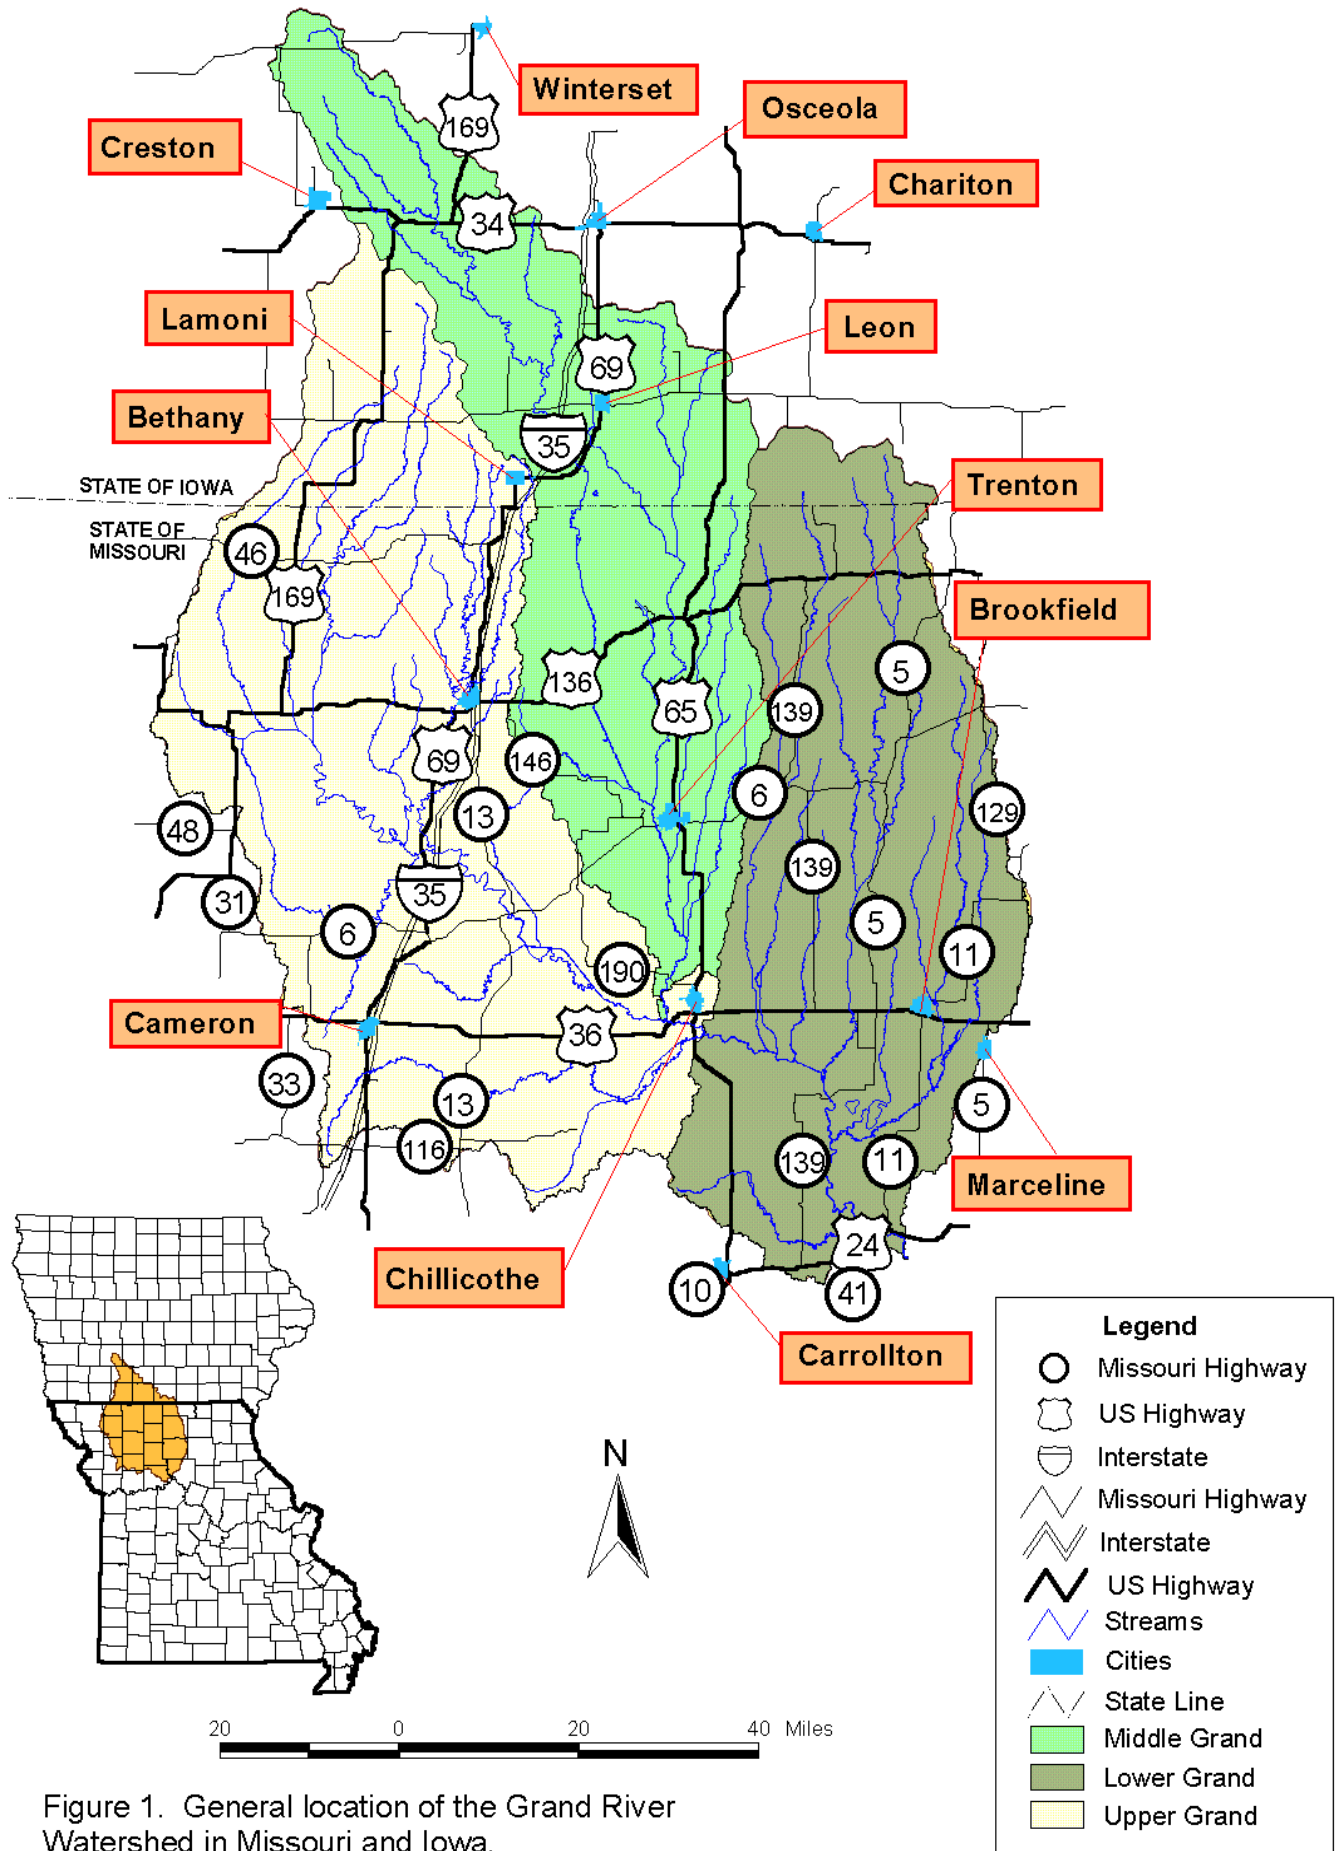 Winterset
Osceola
169
Creston
Chariton
34
Lamoni
Leon
69
Bethany
35
Trenton
STATE OF IOWA
STATE OF
MISSOURI
46
169
Brookfield
5
136
65
139
69
146
6
13
129
48
139
35
31
5
6
11
190
Cameron
36
33
13
5
116
139
11
Marceline
24
Chillicothe
10
41
Carrollton
Legend
Missouri Highway
US Highway
Interstate
Missouri Highway
Interstate
US Highway
Streams
Cities
State Line
Middle Grand
Lower Grand
Upper Grand
N
20 0 20 40 Miles
Figure 1. General location of the Grand River
Watershed in Missouri and Iowa.